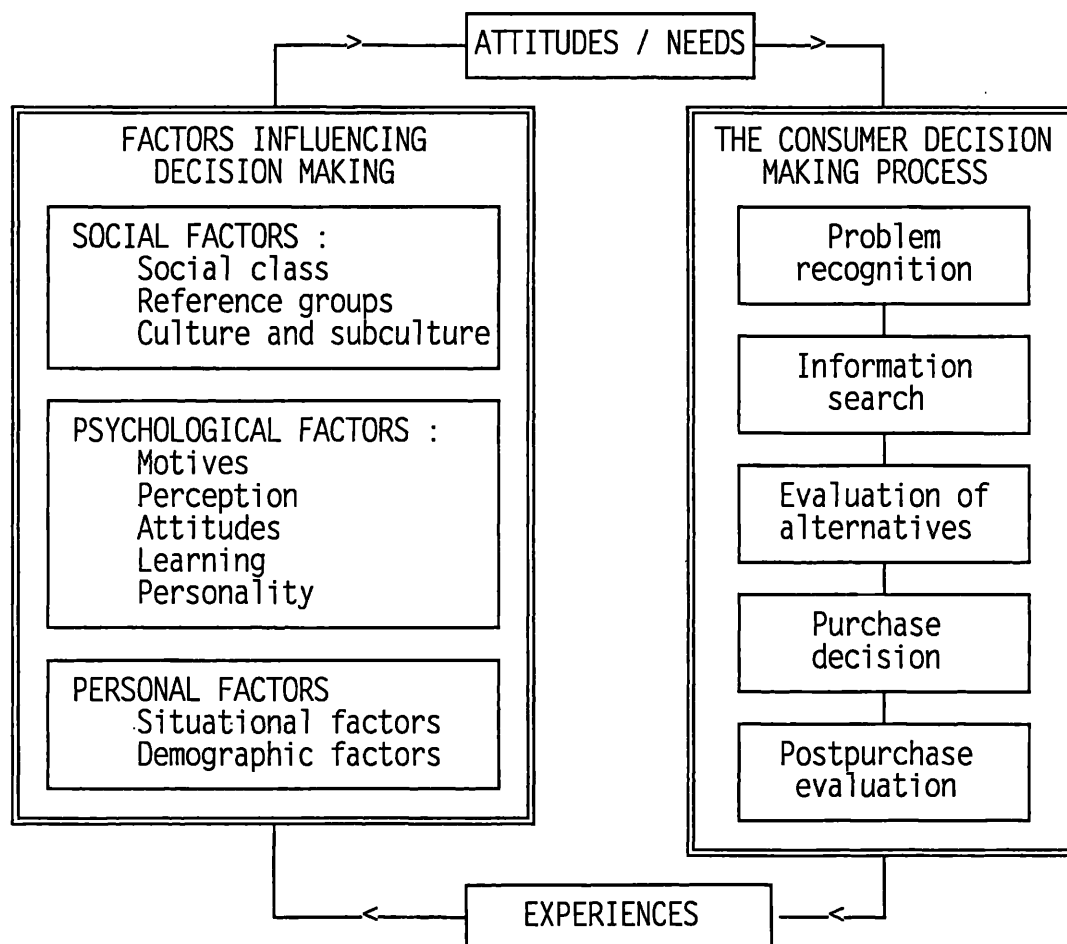 ATTITUDES / NEEDS
FACTORS INFLUENCING
DECISION MAKING
SOCIAL FACTORS :
Social class
Reference groups
Culture and subculture
PSYCHOLOGICAL FACTORS :
Motives
Perception
Attitudes
Learning
Personality
PERSONAL FACTORS
Situational factors
Demographic factors
THE CONSUMER DECISION
MAKING PROCESS
Problem
recognition
Information
search
Evaluation of
alternatives
Purchase
decision
Postpurchase
evaluation
EXPERIENCES